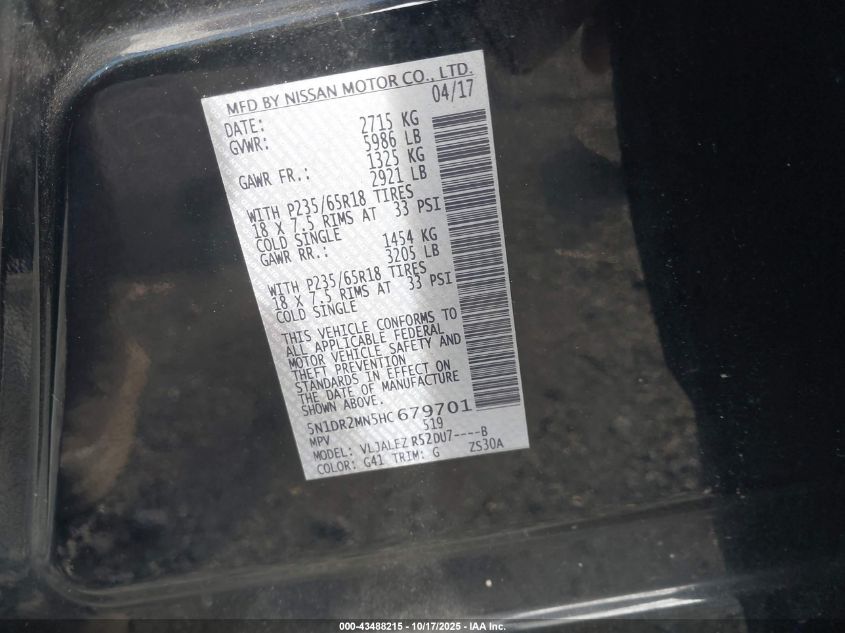 MFD BY NISSAN MOTOR CO., LTD.
DATE: 04/17
GVWR: 2715 KG
5986 LB
GAWR FR.: 1325 KG
2921 LB
WITH P235/65R18 TIRES
18 X 7.5 RIMS AT 33 PSI
COLD SINGLE
GAWR RR.: 1454 KG
3205 LB
WITH P235/65R18 TIRES
18 X 7.5 RIMS AT 33 PSI
COLD SINGLE
THIS VEHICLE CONFORMS TO
ALL APPLICABLE FEDERAL
MOTOR VEHICLE SAFETY AND
THEFT PREVENTION
STANDARDS IN EFFECT ON
THE DATE OF MANUFACTURE
SHOWN ABOVE.
5N1DR2MN5HC 679701
MPV 519
MODEL: VLJALEZ R52DU7----B
COLOR: G41 TRIM: G ZS30A
000-43488215 - 10/17/2025 - IAA Inc.